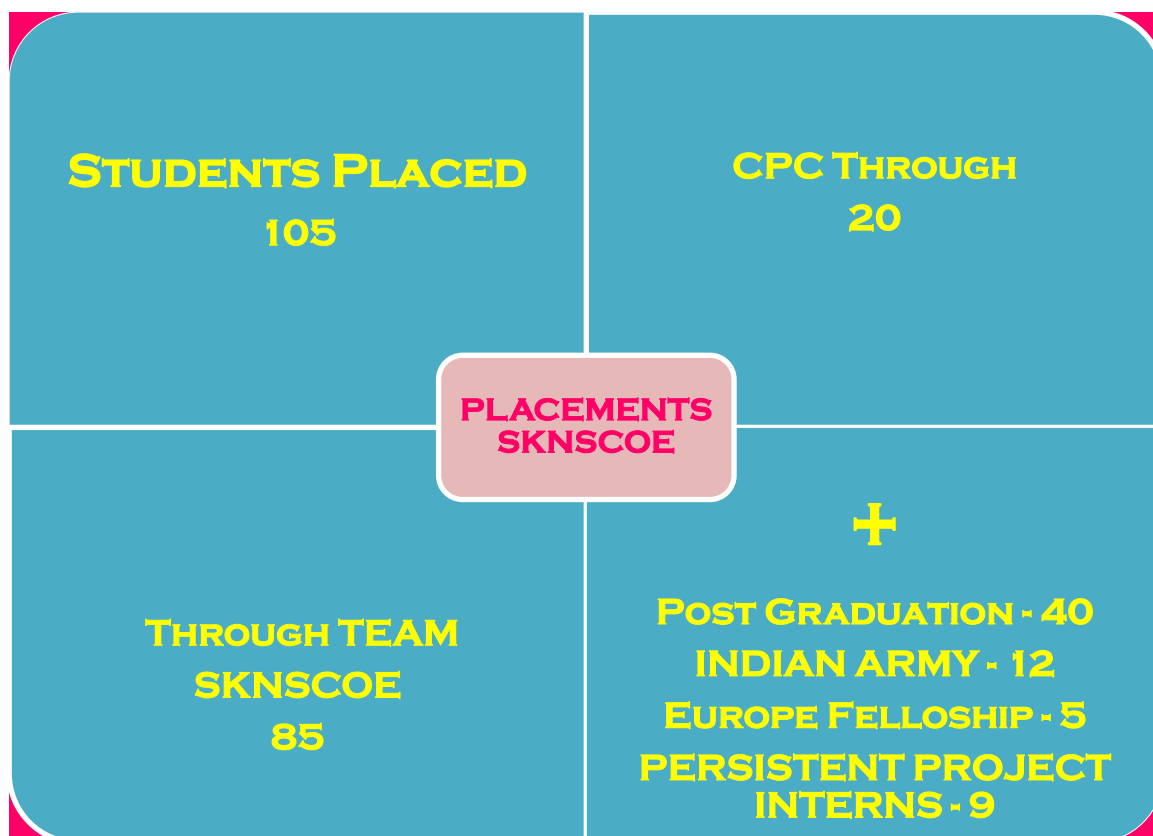 Students Placed
105
CPC Through
20
PLACEMENTS
SKNSCOE
Through TEAM
SKNSCOE
85
+
Post Graduation - 40
INDIAN ARMY - 12
Europe Felloship - 5
PERSISTENT PROJECT
INTERNS - 9